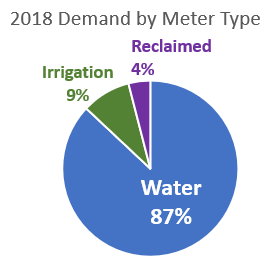 2018 Demand by Meter Type
Reclaimed
4%
Irrigation
9%
Water
87%